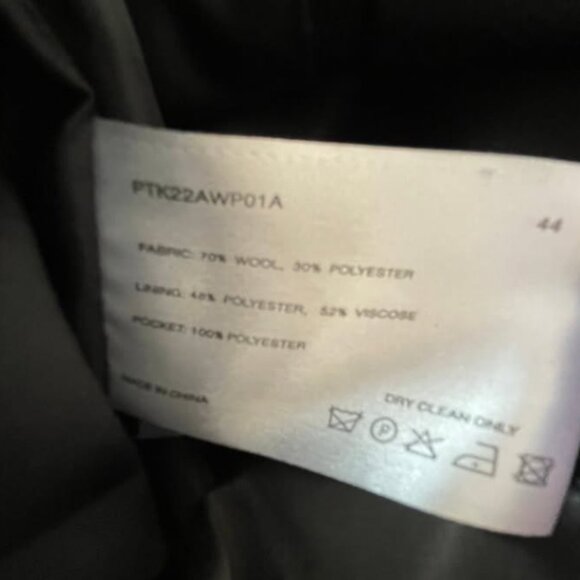 PTK22AWP01A
44
FABRIC: 70% WOOL, 30% POLYESTER
LINING: 48% POLYESTER, 52% VISCOSE
POCKET: 100% POLYESTER
MADE IN CHINA
DRY CLEAN ONLY
P